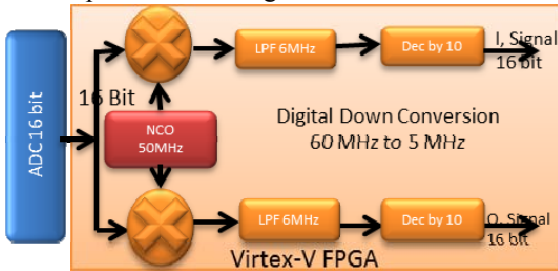 LPF 6MHz
Dec by 10
I, Signal
16 bit
16 Bit
ADC 16 bit
NCO
50MHz
Digital Down Conversion
60 MHz to 5 MHz
LPF 6MHz
Dec by 10
Q, Signal
16 bit
Virtex-V FPGA